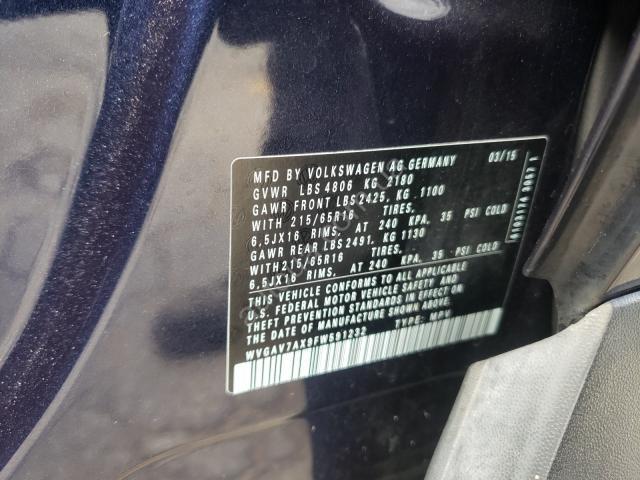 MFD BY VOLKSWAGEN AG GERMANY 03/15
GVWR LBS 4806 KG 2180
GAWR FRONT LBS 2425, KG 1100
WITH 215/65R16 TIRES.
6,5JX16 RIMS. AT 240 KPA, 35 PSI COLD
GAWR REAR LBS 2491, KG 1130
WITH 215/65R16 TIRES.
6,5JX16 RIMS. AT 240 KPA, 35 PSI COLD
THIS VEHICLE CONFORMS TO ALL APPLICABLE
U.S. FEDERAL MOTOR VEHICLE SAFETY AND
THEFT PREVENTION STANDARDS IN EFFECT ON
THE DATE OF MANUFACTURE SHOWN ABOVE.
WVGAV7AX9FW591232 TYPE: MPV